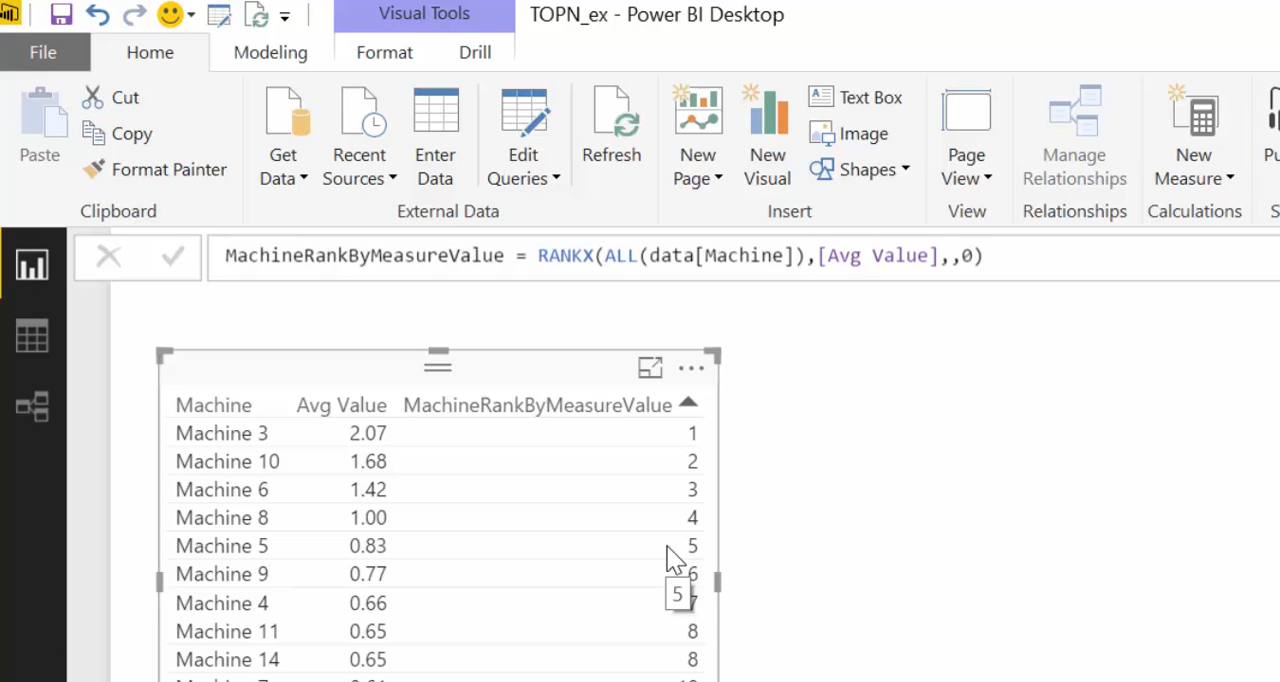 Visual Tools
TOPN_ex - Power BI Desktop
File
Home
Modeling
Format
Drill
Paste
Cut
Copy
Format Painter
Clipboard
Get Data
Recent Sources
Enter Data
Edit Queries
Refresh
External Data
New Page
New Visual
Text Box
Image
Shapes
Insert
Page View
View
Manage Relationships
Relationships
New Measure
Calculations
MachineRankByMeasureValue = RANKX(ALL(data[Machine]),[Avg Value],,0)
Machine Avg Value MachineRankByMeasureValue
Machine 3 2.07 1
Machine 10 1.68 2
Machine 6 1.42 3
Machine 8 1.00 4
Machine 5 0.83 5
Machine 9 0.77 6
5
Machine 4 0.66 7
Machine 11 0.65 8
Machine 14 0.65 8